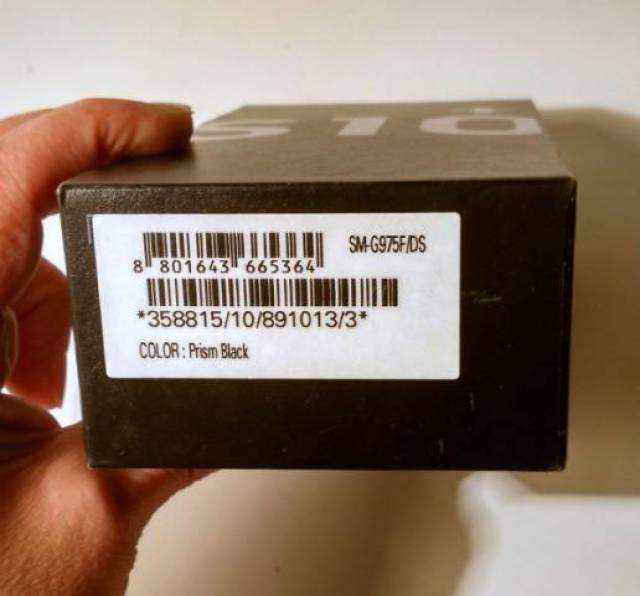 S10
SM-G975F/DS
8 801643 665364
*358815/10/891013/3*
COLOR : Prism Black